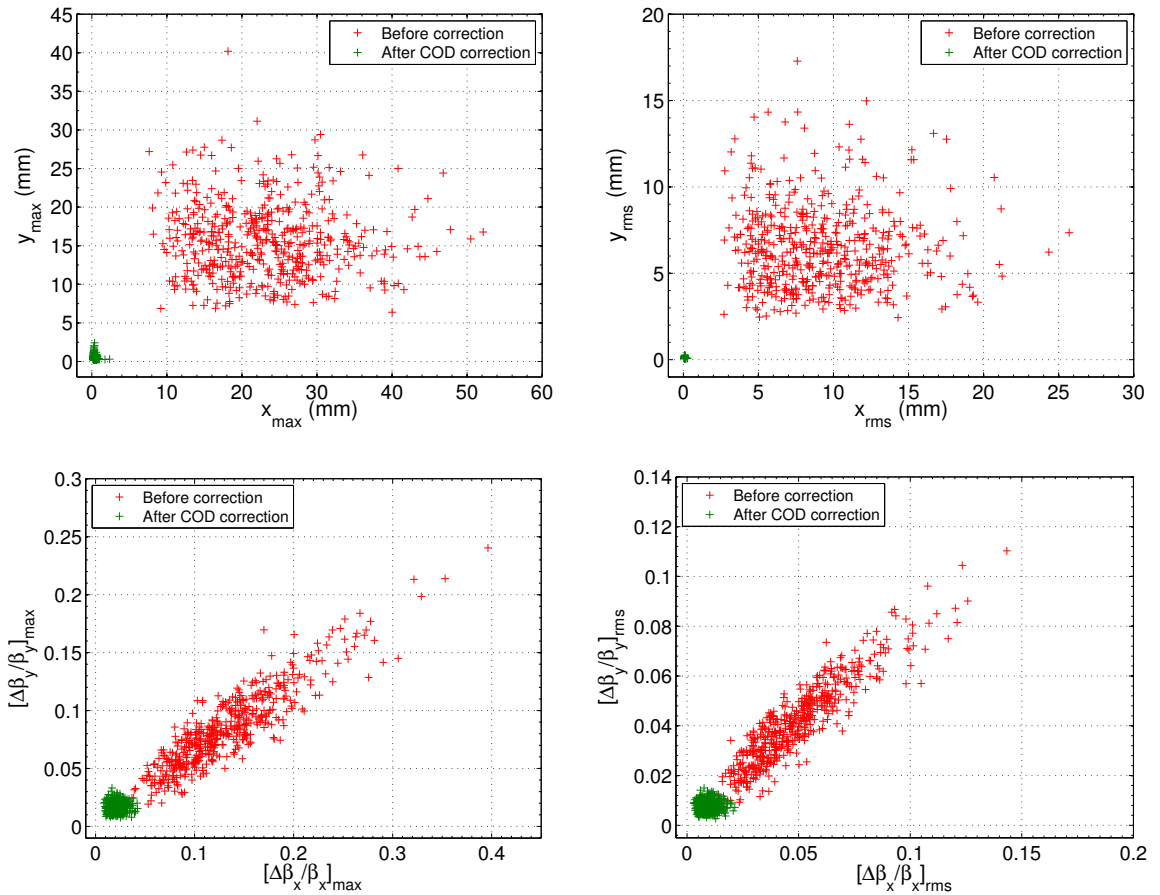 45
40
35
30
25
20
15
10
5
0
y_max (mm)
Before correction
After COD correction
0 10 20 30 40 50 60
x_max (mm)
20
15
10
5
0
y_rms (mm)
Before correction
After COD correction
0 5 10 15 20 25 30
x_rms (mm)
0.3
0.25
0.2
0.15
0.1
0.05
0
[Δβ_y/β_y]_max
Before correction
After COD correction
0 0.1 0.2 0.3 0.4
[Δβ_x/β_x]_max
0.14
0.12
0.1
0.08
0.06
0.04
0.02
0
[Δβ_y/β_y]_rms
Before correction
After COD correction
0 0.05 0.1 0.15 0.2
[Δβ_x/β_x]_rms